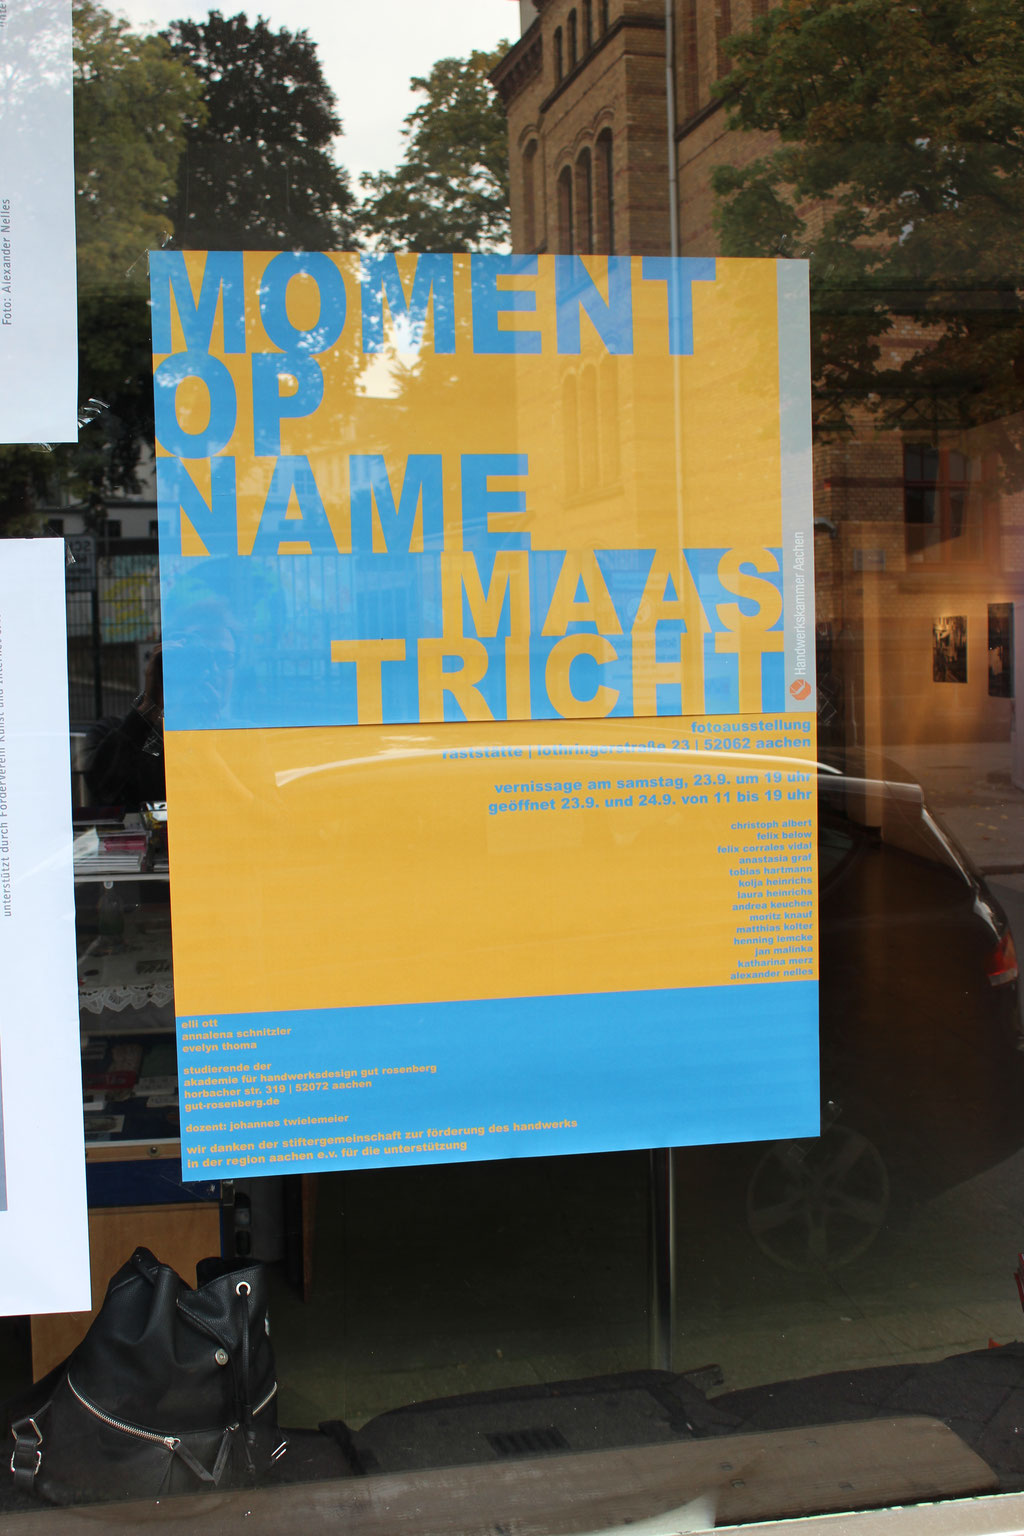 Foto: Alexander Nelles
unterstützt durch Förderverein Kunst und
MOMENT
OP
NAME
MAAS
TRICHT
Handwerkskammer Aachen
fotoausstellung
raststätte | lothringerstraße 23 | 52062 aachen
vernissage am samstag, 23.9. um 19 uhr
geöffnet 23.9. und 24.9. von 11 bis 19 uhr
christoph albert
felix below
felix corrales vidal
anastasia graf
tobias hartmann
kolja heinrichs
laura heinrichs
andrea keuchen
moritz knauf
matthias kolter
henning lemcke
jan malinka
katharina merz
alexander nelles
elli ott
annalena schnitzler
evelyn thoma
studierende der
akademie für handwerksdesign gut rosenberg
horbacher str. 319 | 52072 aachen
gut-rosenberg.de
dozent: johannes twielemeier
wir danken der stiftergemeinschaft zur förderung des handwerks
in der region aachen e.v. für die unterstützung